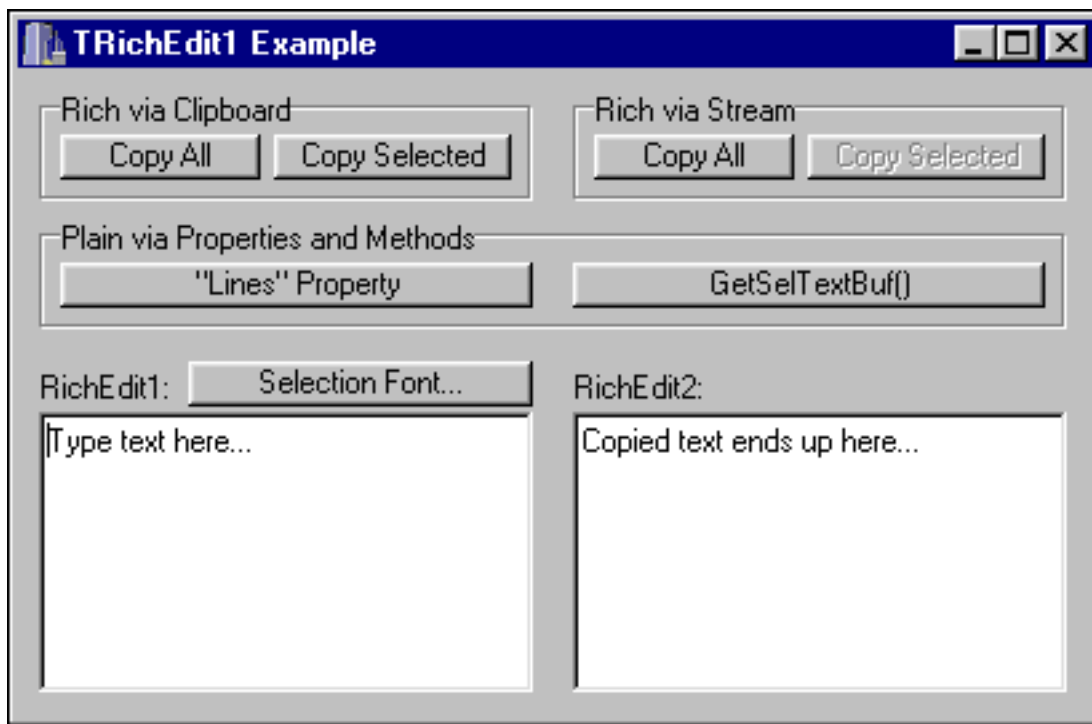 TRichEdit1 Example
Rich via Clipboard
Copy All
Copy Selected
Rich via Stream
Copy All
Copy Selected
Plain via Properties and Methods
"Lines" Property
GetSelTextBuf()
RichEdit1:
Selection Font...
RichEdit2:
Type text here...
Copied text ends up here...